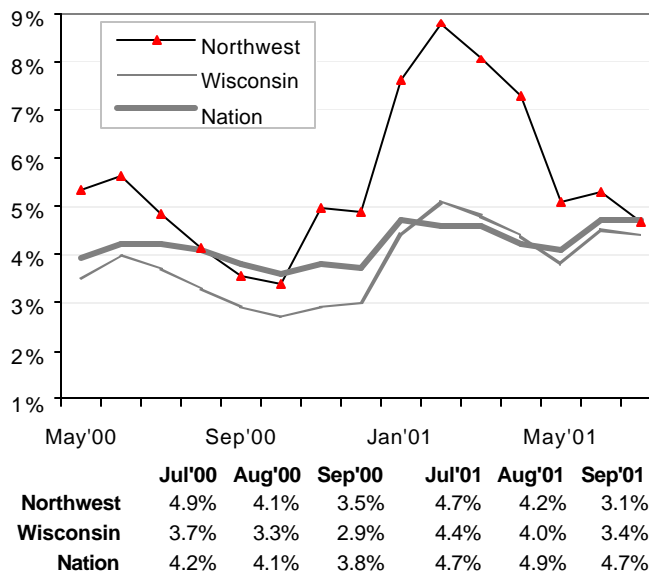 9%
8%
7%
6%
5%
4%
3%
2%
1%
Northwest
Wisconsin
Nation
May'00 Sep'00 Jan'01 May'01
Jul'00 Aug'00 Sep'00 Jul'01 Aug'01 Sep'01
Northwest 4.9% 4.1% 3.5% 4.7% 4.2% 3.1%
Wisconsin 3.7% 3.3% 2.9% 4.4% 4.0% 3.4%
Nation 4.2% 4.1% 3.8% 4.7% 4.9% 4.7%